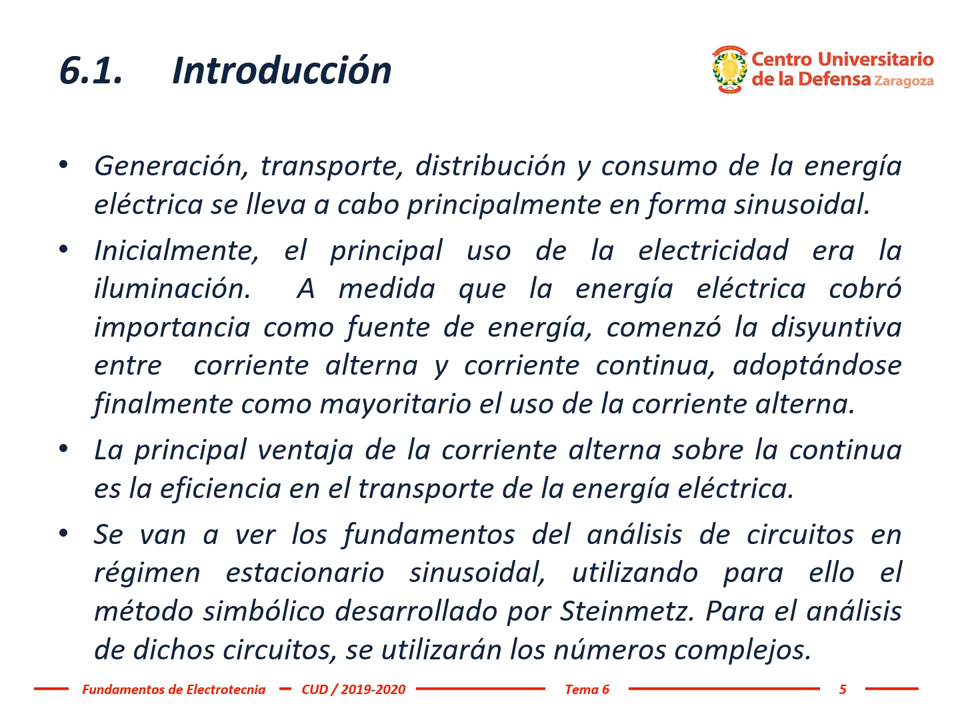 6.1. Introducción
Centro Universitario
de la Defensa Zaragoza
• Generación, transporte, distribución y consumo de la energía
eléctrica se lleva a cabo principalmente en forma sinusoidal.
• Inicialmente, el principal uso de la electricidad era la
iluminación. A medida que la energía eléctrica cobró
importancia como fuente de energía, comenzó la disyuntiva
entre corriente alterna y corriente continua, adoptándose
finalmente como mayoritario el uso de la corriente alterna.
• La principal ventaja de la corriente alterna sobre la continua
es la eficiencia en el transporte de la energía eléctrica.
• Se van a ver los fundamentos del análisis de circuitos en
régimen estacionario sinusoidal, utilizando para ello el
método simbólico desarrollado por Steinmetz. Para el análisis
de dichos circuitos, se utilizarán los números complejos.
Fundamentos de Electrotecnia CUD / 2019-2020 Tema 6 5